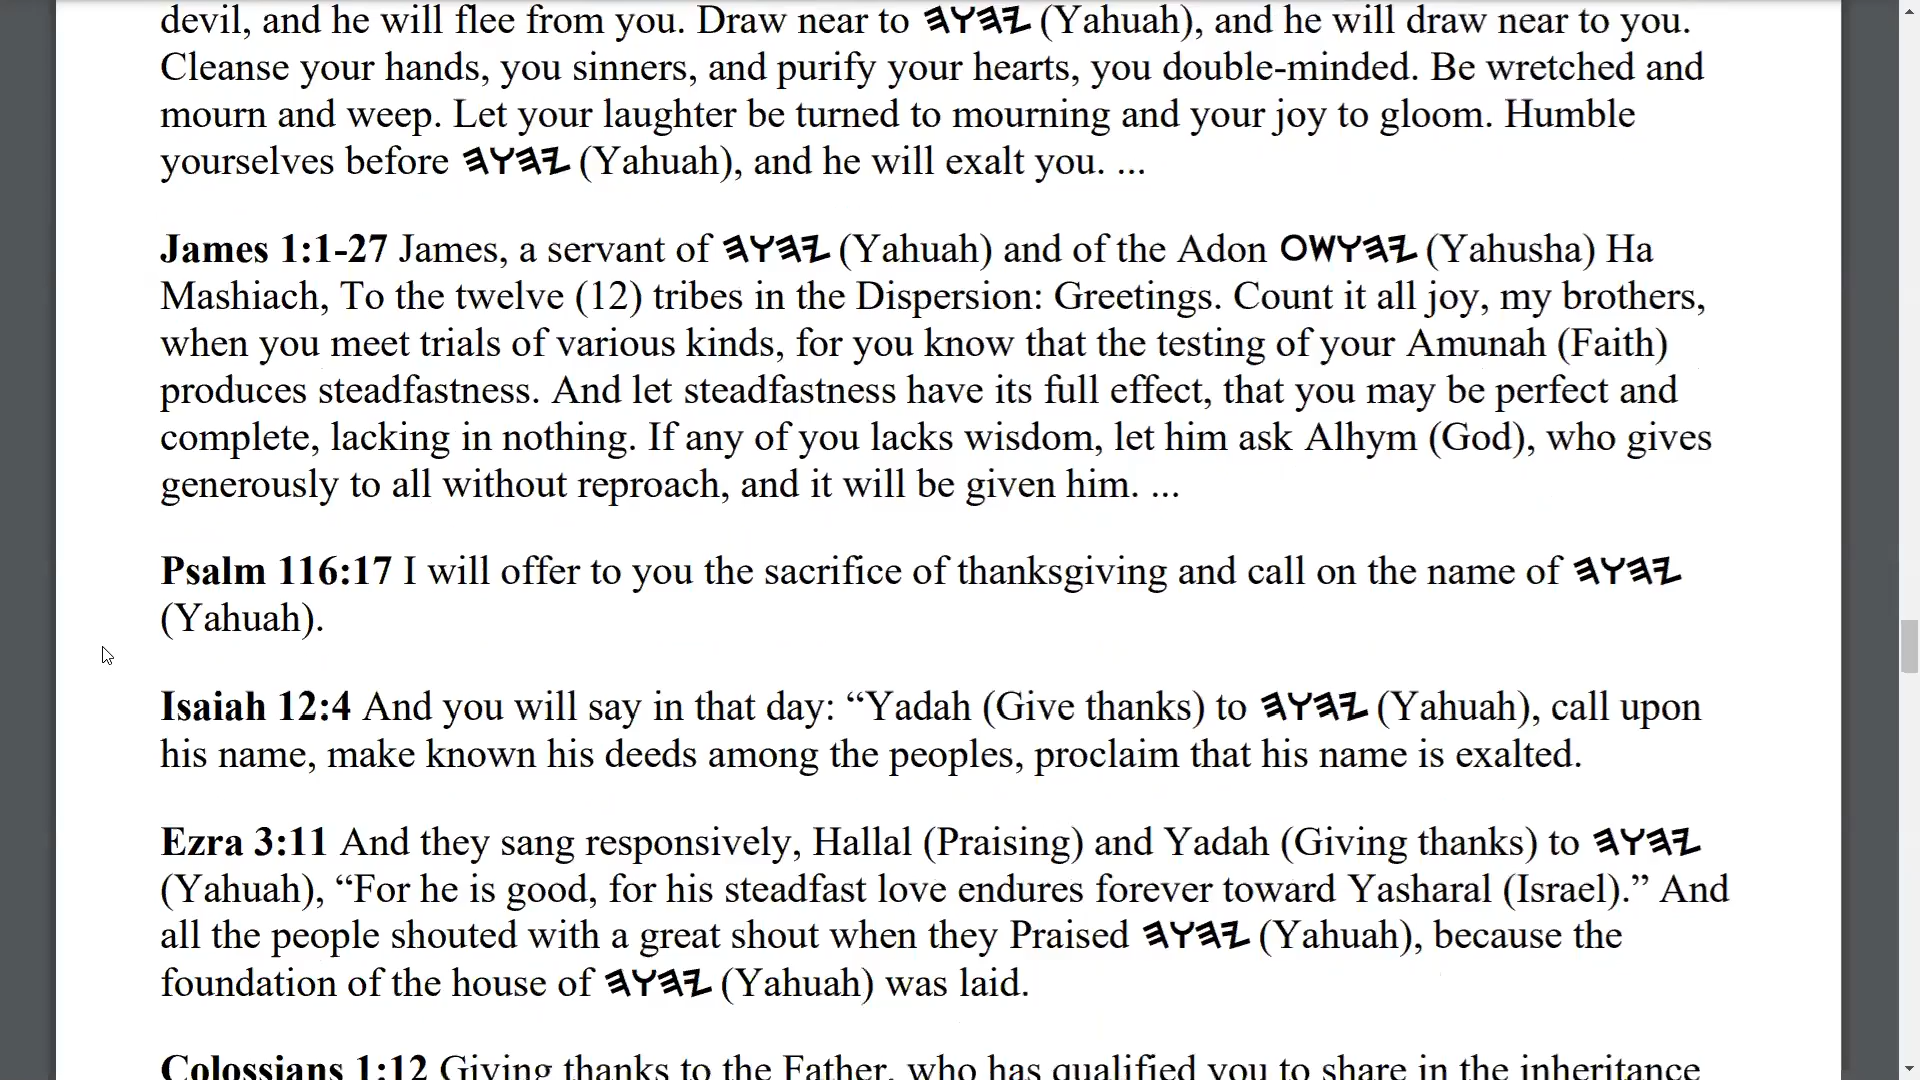 devil, and he will flee from you. Draw near to 𐤄𐤅𐤄𐤉 (Yahuah), and he will draw near to you.
Cleanse your hands, you sinners, and purify your hearts, you double-minded. Be wretched and
mourn and weep. Let your laughter be turned to mourning and your joy to gloom. Humble
yourselves before 𐤄𐤅𐤄𐤉 (Yahuah), and he will exalt you. ...
James 1:1-27 James, a servant of 𐤄𐤅𐤄𐤉 (Yahuah) and of the Adon 𐤏𐤔𐤅𐤄𐤉 (Yahusha) Ha
Mashiach, To the twelve (12) tribes in the Dispersion: Greetings. Count it all joy, my brothers,
when you meet trials of various kinds, for you know that the testing of your Amunah (Faith)
produces steadfastness. And let steadfastness have its full effect, that you may be perfect and
complete, lacking in nothing. If any of you lacks wisdom, let him ask Alhym (God), who gives
generously to all without reproach, and it will be given him. ...
Psalm 116:17 I will offer to you the sacrifice of thanksgiving and call on the name of 𐤄𐤅𐤄𐤉
(Yahuah).
Isaiah 12:4 And you will say in that day: “Yadah (Give thanks) to 𐤄𐤅𐤄𐤉 (Yahuah), call upon
his name, make known his deeds among the peoples, proclaim that his name is exalted.
Ezra 3:11 And they sang responsively, Hallal (Praising) and Yadah (Giving thanks) to 𐤄𐤅𐤄𐤉
(Yahuah), “For he is good, for his steadfast love endures forever toward Yasharal (Israel).” And
all the people shouted with a great shout when they Praised 𐤄𐤅𐤄𐤉 (Yahuah), because the
foundation of the house of 𐤄𐤅𐤄𐤉 (Yahuah) was laid.
Colossians 1:12 Giving thanks to the Father, who has qualified you to share in the inheritance